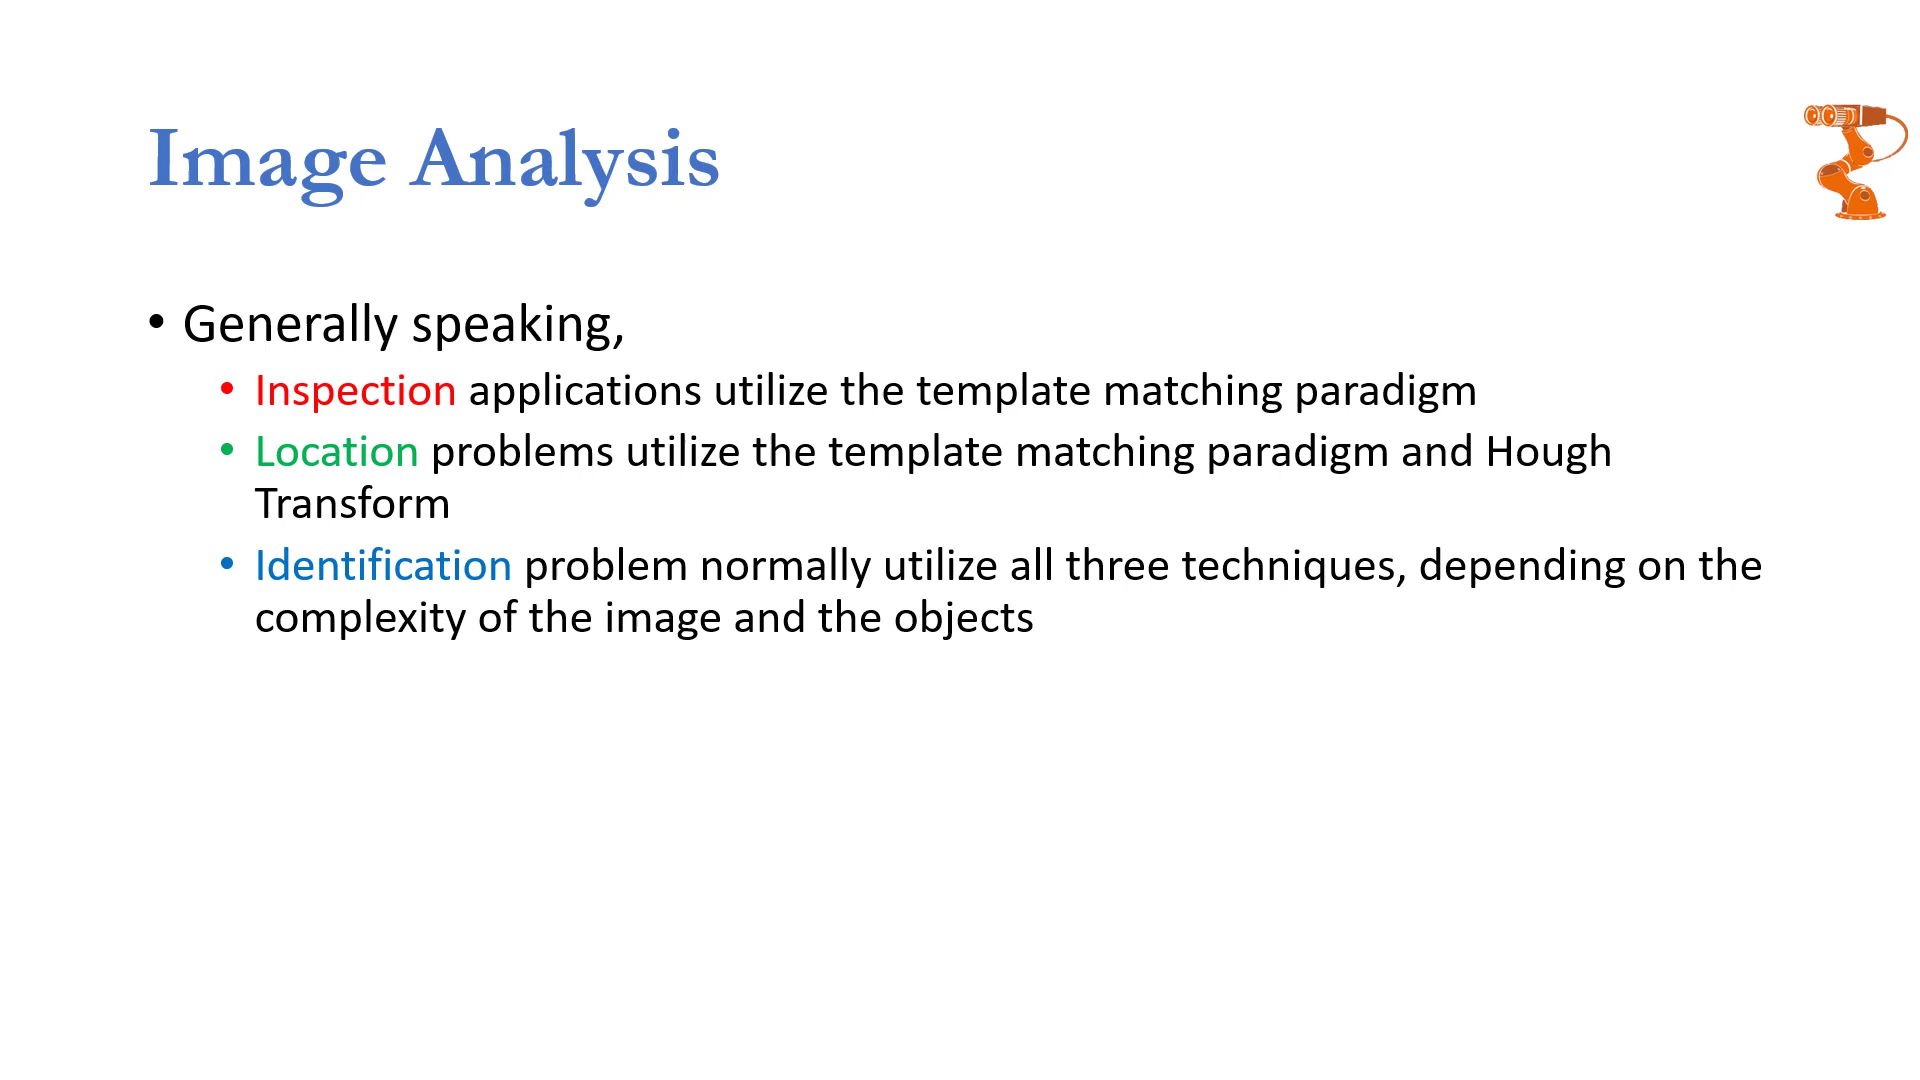 Image Analysis
• Generally speaking,
• Inspection applications utilize the template matching paradigm
• Location problems utilize the template matching paradigm and Hough
Transform
• Identification problem normally utilize all three techniques, depending on the
complexity of the image and the objects